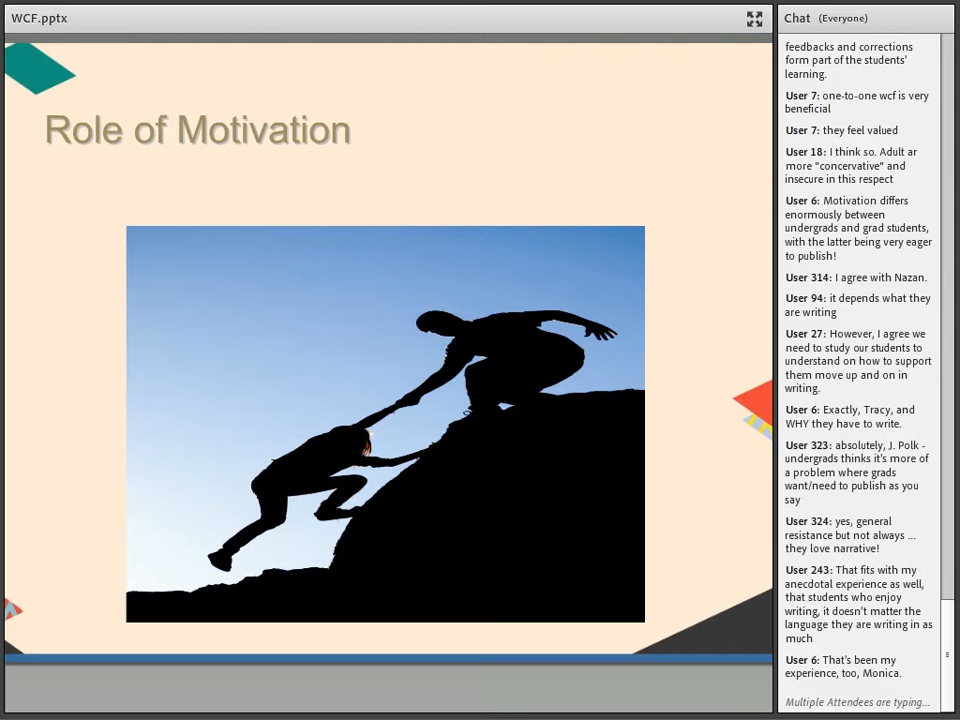 WCF.pptx
Role of Motivation
Chat (Everyone)
feedbacks and corrections
form part of the students'
learning.
User 7: one-to-one wcf is very
beneficial
User 7: they feel valued
User 18: I think so. Adult ar
more "concervative" and
insecure in this respect
User 6: Motivation differs
enormously between
undergrads and grad students,
with the latter being very eager
to publish!
User 314: I agree with Nazan.
User 94: it depends what they
are writing
User 27: However, I agree we
need to study our students to
understand on how to support
them move up and on in
writing.
User 6: Exactly, Tracy, and
WHY they have to write.
User 323: absolutely, J. Polk -
undergrads thinks it's more of
a problem where grads
want/need to publish as you
say
User 324: yes, general
resistance but not always ...
they love narrative!
User 243: That fits with my
anecdotal experience as well,
that students who enjoy
writing, it doesn't matter the
language they are writing in as
much
User 6: That's been my
experience, too, Monica.
Multiple Attendees are typing...